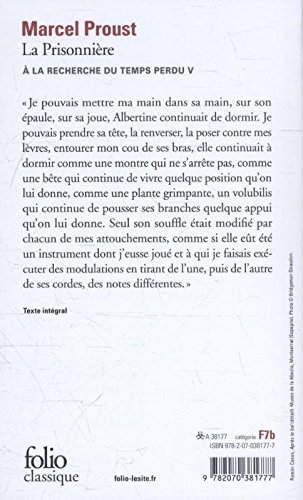 Marcel Proust
La Prisonnière
À LA RECHERCHE DU TEMPS PERDU V
« Je pouvais mettre ma main dans sa main, sur son
épaule, sur sa joue, Albertine continuait de dormir. Je
pouvais prendre sa tête, la renverser, la poser contre mes
lèvres, entourer mon cou de ses bras, elle continuait à
dormir comme une montre qui ne s'arrête pas, comme
une bête qui continue de vivre quelque position qu'on
lui donne, comme une plante grimpante, un volubilis
qui continue de pousser ses branches quelque appui
qu'on lui donne. Seul son souffle était modifié par
chacun de mes attouchements, comme si elle eût été
un instrument dont j'eusse joué et à qui je faisais exé-
cuter des modulations en tirant de l'une, puis de l'autre
de ses cordes, des notes différentes. »
Texte intégral
Ramón Casas, Après le bal (détail). Museo de la Abadia, Montserrat (Espagne). Photo © Bridgeman Giraudon.
A 38177 catégorie F7b
ISBN 978-2-07-038177-7
folio
classique
folio-lesite.fr
9 782070 381777